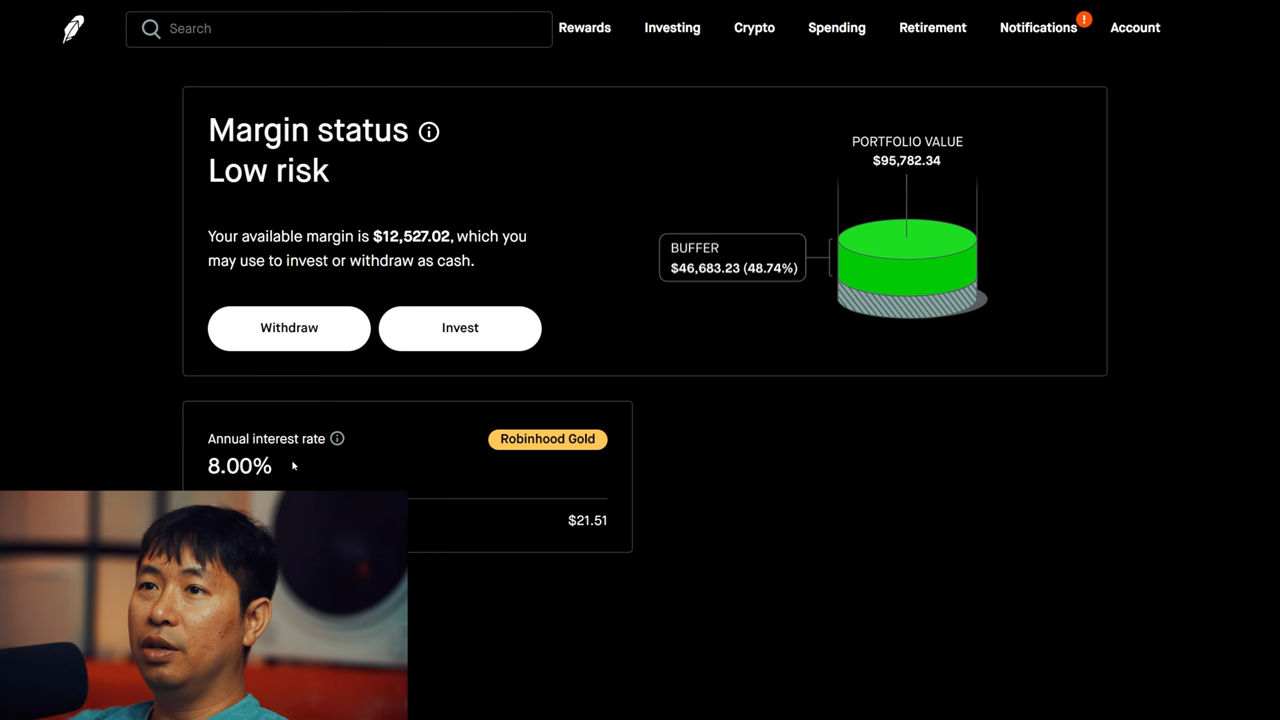 Search
Rewards
Investing
Crypto
Spending
Retirement
Notifications
!
Account
Margin status
Low risk
Your available margin is $12,527.02, which you
may use to invest or withdraw as cash.
Withdraw
Invest
PORTFOLIO VALUE
$95,782.34
BUFFER
$46,683.23 (48.74%)
Annual interest rate
Robinhood Gold
8.00%
$21.51